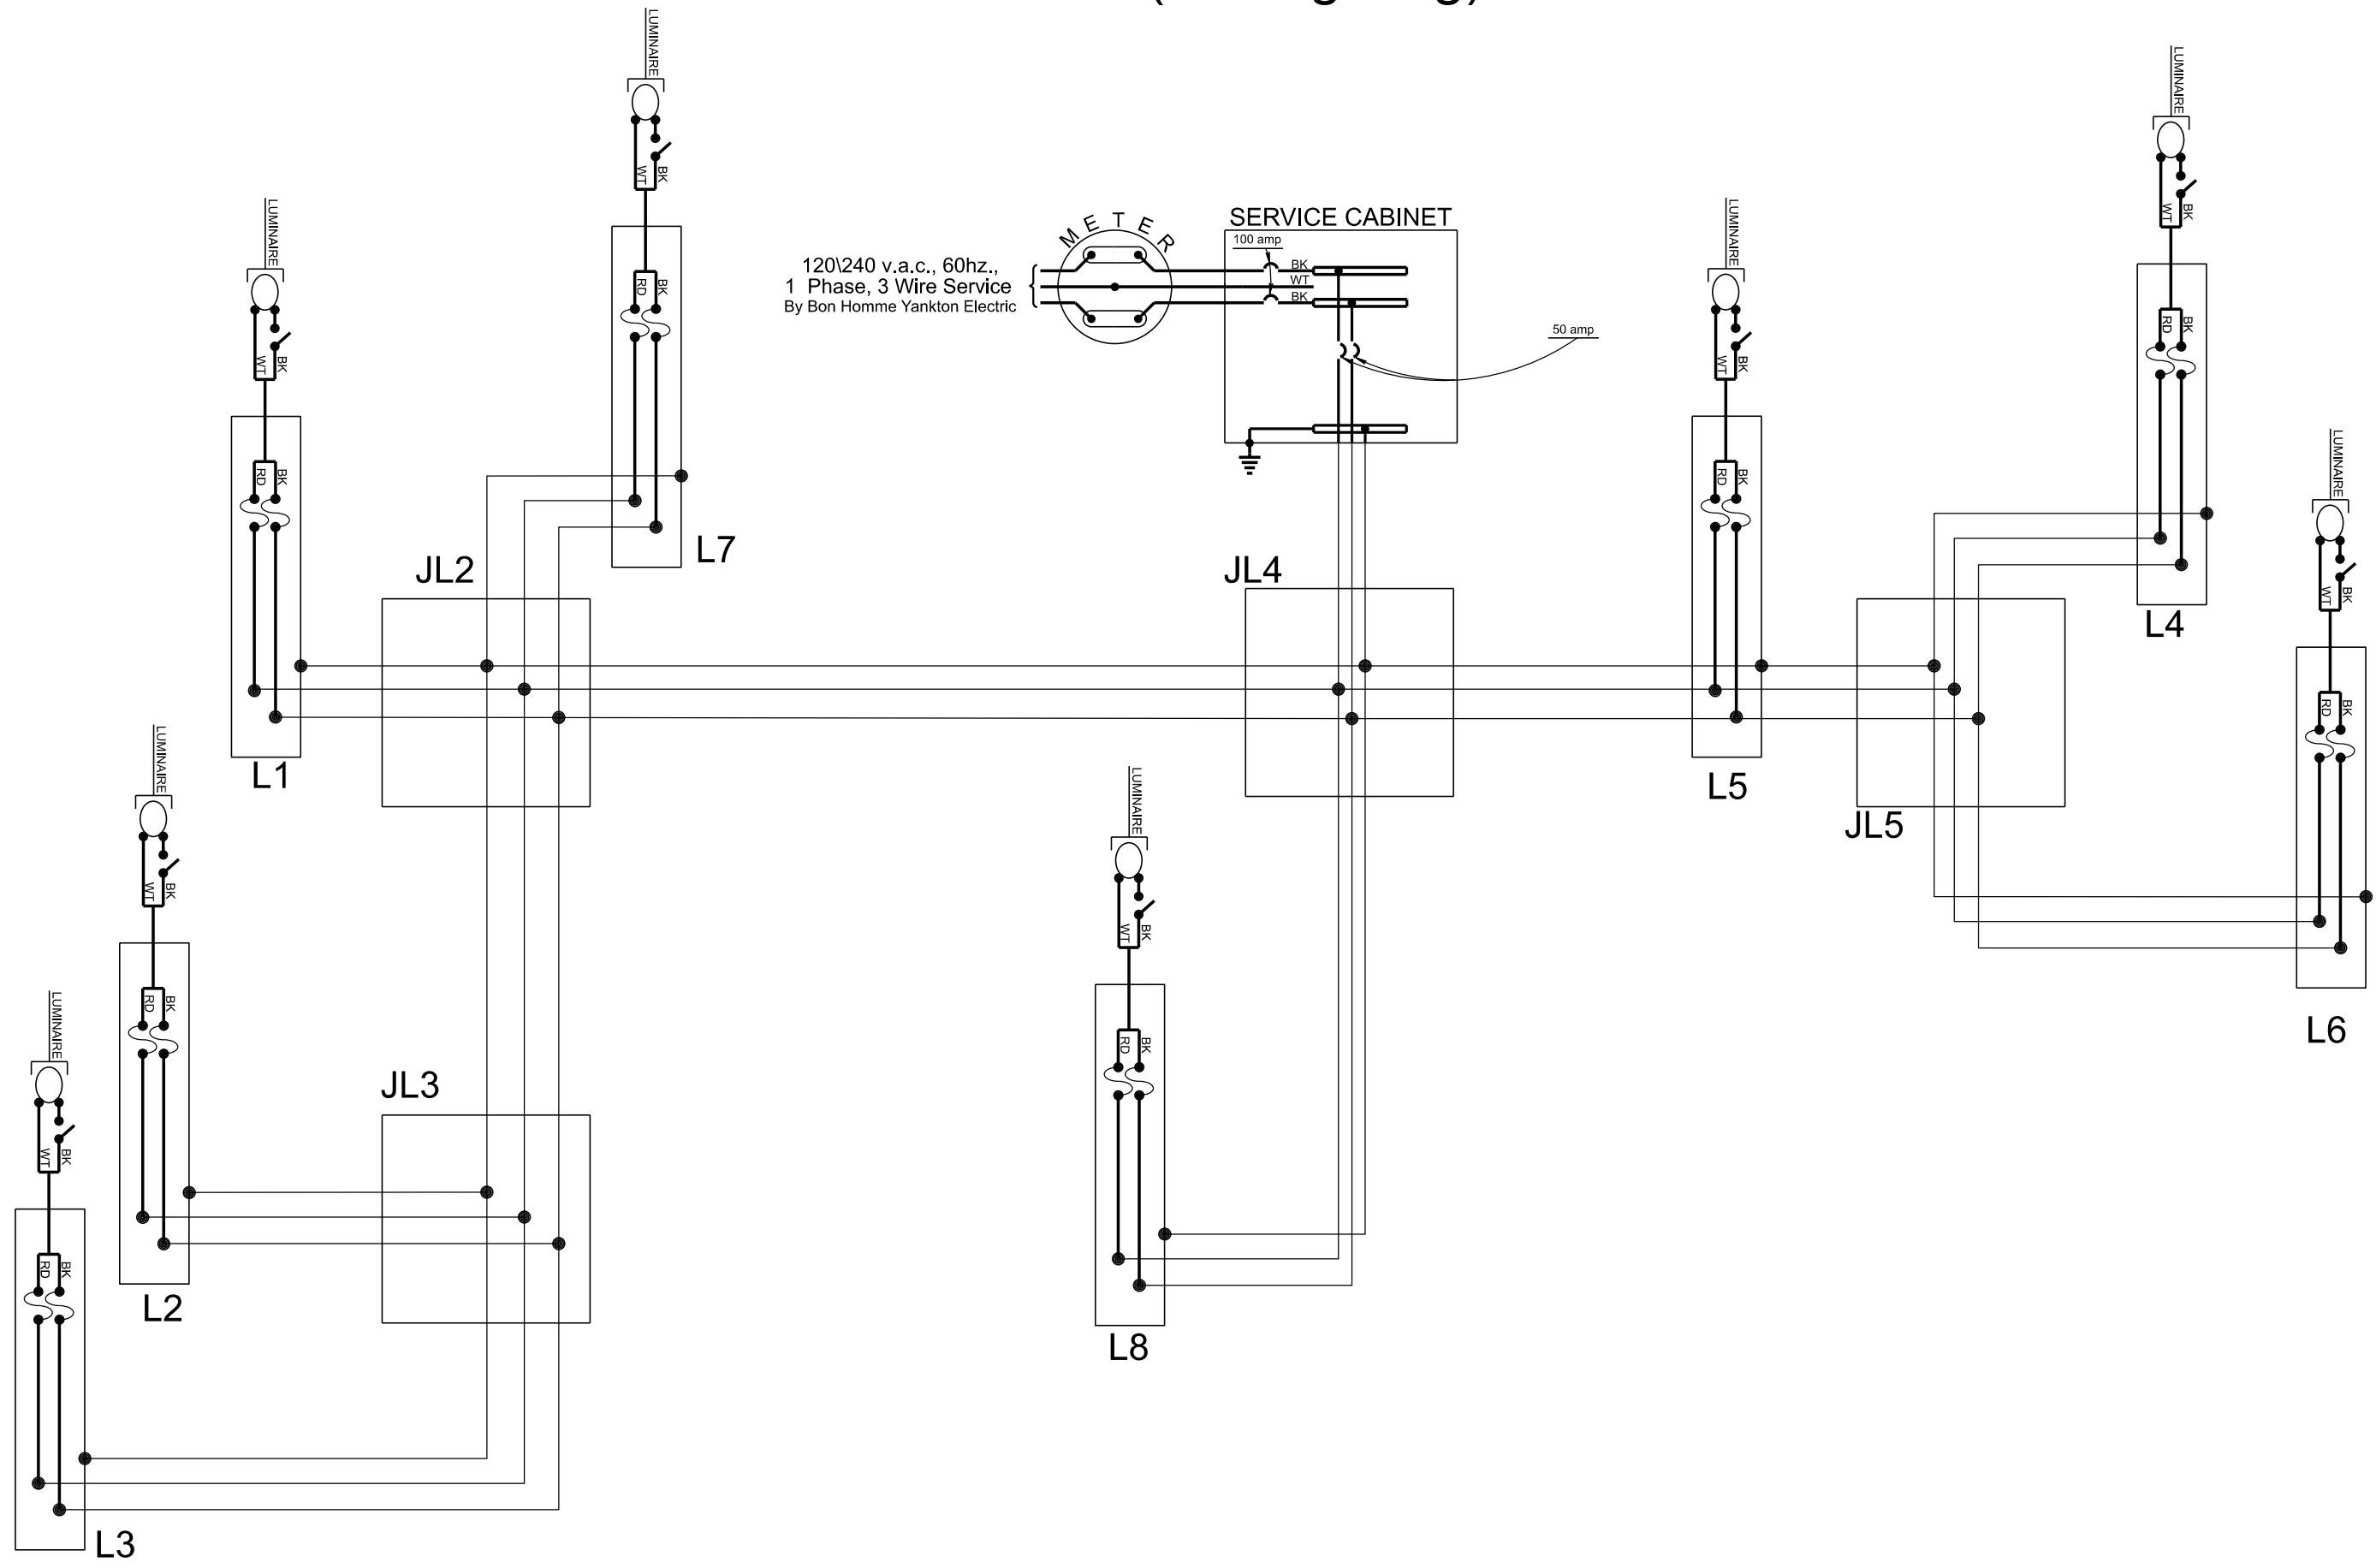 LUMINAIRE
WT
BK
RD
BK
L7
LUMINAIRE
WT
BK
RD
BK
L4
LUMINAIRE
WT
BK
RD
BK
L1
METER
120\240 v.a.c., 60hz.,
1 Phase, 3 Wire Service
By Bon Homme Yankton Electric
SERVICE CABINET
100 amp
BK
WT
BK
50 amp
LUMINAIRE
WT
BK
RD
BK
L5
LUMINAIRE
WT
BK
RD
BK
L6
JL2
JL4
JL5
LUMINAIRE
WT
BK
RD
BK
L2
LUMINAIRE
WT
BK
RD
BK
L8
JL3
LUMINAIRE
WT
BK
RD
BK
L3